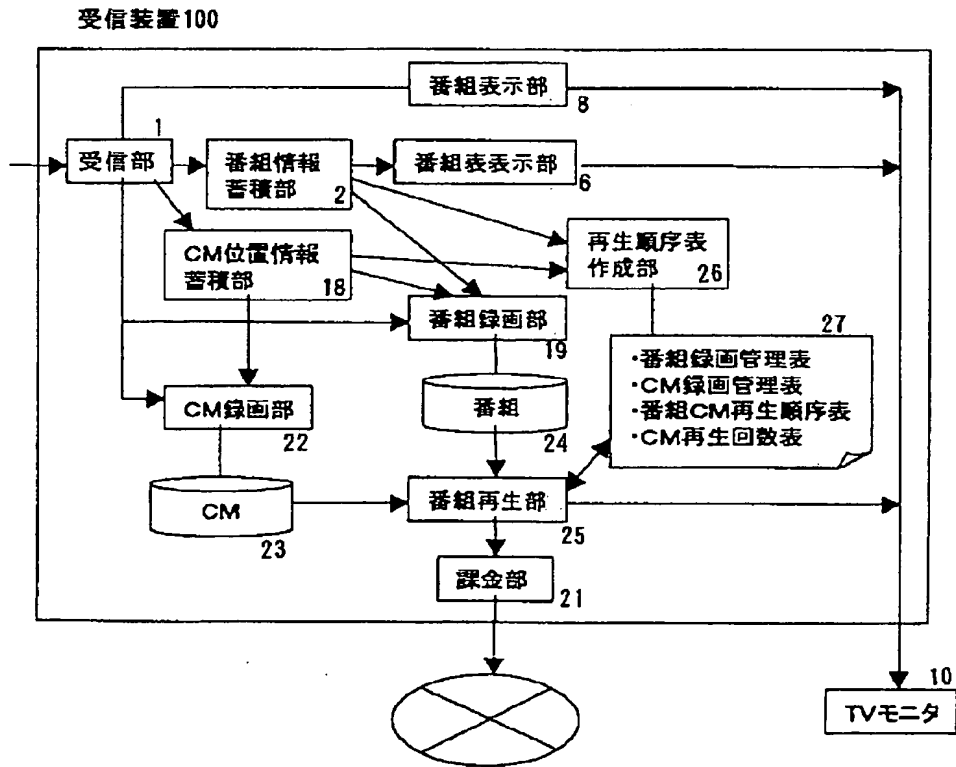 受信装置100
番組表示部
8
1
受信部
番組情報
蓄積部
2
番組表表示部
6
CM位置情報
蓄積部
18
再生順序表
作成部
26
番組録画部
19
27
・番組録画管理表
・CM録画管理表
・番組CM再生順序表
・CM再生回数表
CM録画部
22
番組
24
CM
23
番組再生部
25
課金部
21
10
TVモニタ